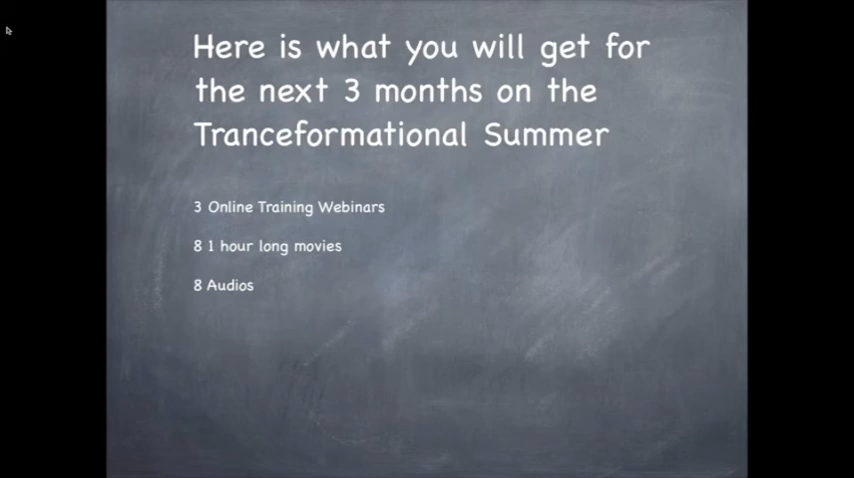 Here is what you will get for
the next 3 months on the
Tranceformational Summer
3 Online Training Webinars
8 1 hour long movies
8 Audios